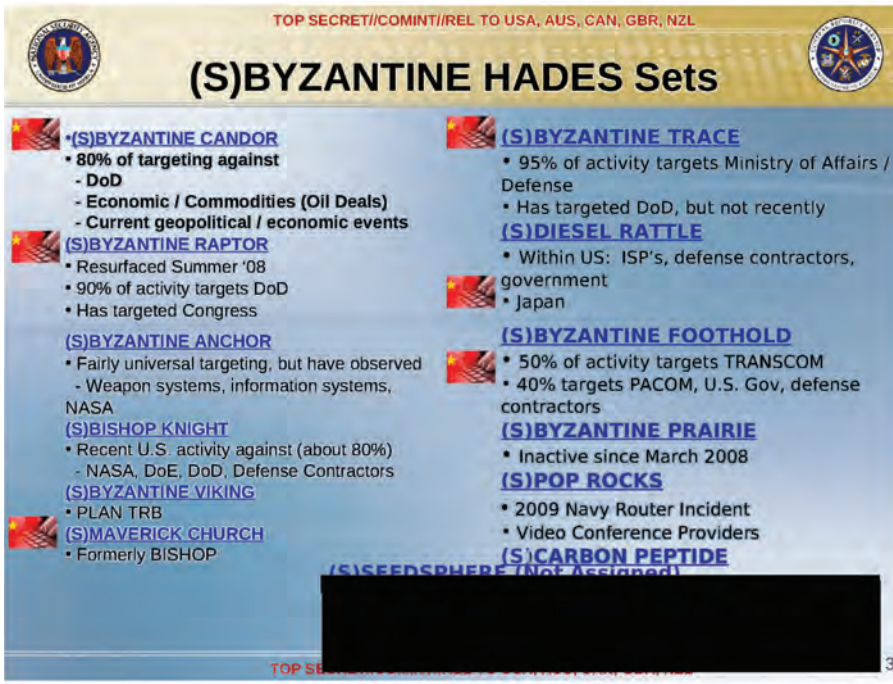 TOP SECRET//COMINT//REL TO USA, AUS, CAN, GBR, NZL
(S)BYZANTINE HADES Sets
•(S)BYZANTINE CANDOR
• 80% of targeting against
- DoD
- Economic / Commodities (Oil Deals)
- Current geopolitical / economic events
(S)BYZANTINE RAPTOR
• Resurfaced Summer '08
• 90% of activity targets DoD
• Has targeted Congress
(S)BYZANTINE ANCHOR
• Fairly universal targeting, but have observed
- Weapon systems, information systems,
NASA
(S)BISHOP KNIGHT
• Recent U.S. activity against (about 80%)
- NASA, DoE, DoD, Defense Contractors
(S)BYZANTINE VIKING
• PLAN TRB
(S)MAVERICK CHURCH
• Formerly BISHOP
(S)BYZANTINE TRACE
• 95% of activity targets Ministry of Affairs /
Defense
• Has targeted DoD, but not recently
(S)DIESEL RATTLE
• Within US: ISP's, defense contractors,
government
• Japan
(S)BYZANTINE FOOTHOLD
• 50% of activity targets TRANSCOM
• 40% targets PACOM, U.S. Gov, defense
contractors
(S)BYZANTINE PRAIRIE
• Inactive since March 2008
(S)POP ROCKS
• 2009 Navy Router Incident
• Video Conference Providers
(S)CARBON PEPTIDE
(S)SEEDSPHERE (Not Assigned)
TOP
3